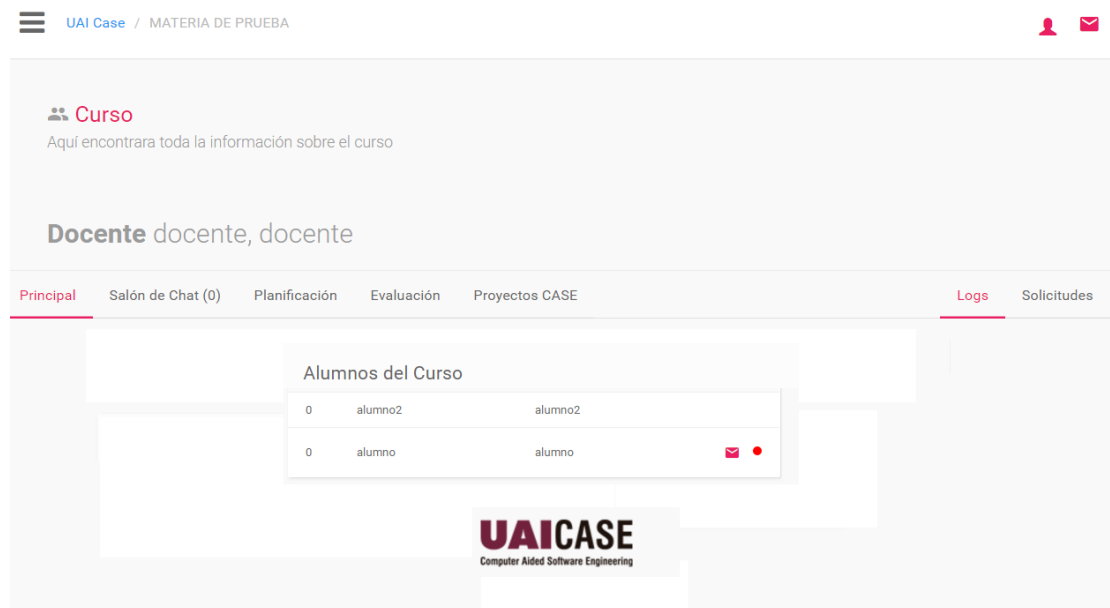 UAI Case / MATERIA DE PRUEBA
Curso
Aquí encontrara toda la información sobre el curso
Docente docente, docente
Principal Salón de Chat (0) Planificación Evaluación Proyectos CASE Logs Solicitudes
Alumnos del Curso
0 alumno2 alumno2
0 alumno alumno
UAICASE
Computer Aided Software Engineering